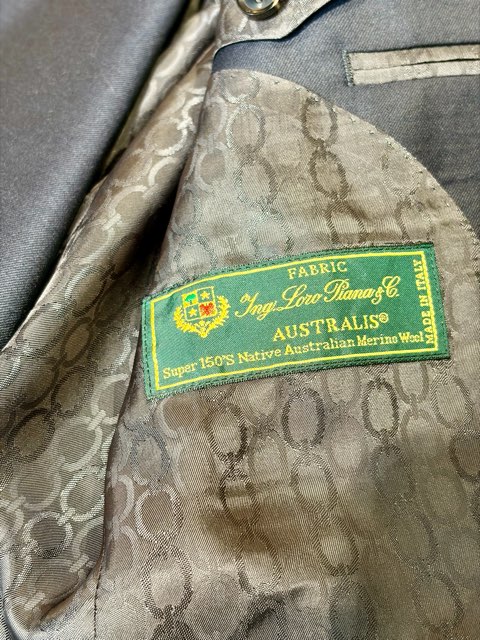 FABRIC
Ing. Loro Piana & C.
AUSTRALIS®
Super 150'S Native Australian Merino Wool
MADE IN ITALY